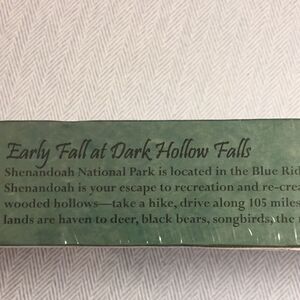 Early Fall at Dark Hollow Falls
Shenandoah National Park is located in the Blue Rid
Shenandoah is your escape to recreation and re-crea
wooded hollows—take a hike, drive along 105 miles
lands are haven to deer, black bears, songbirds, the